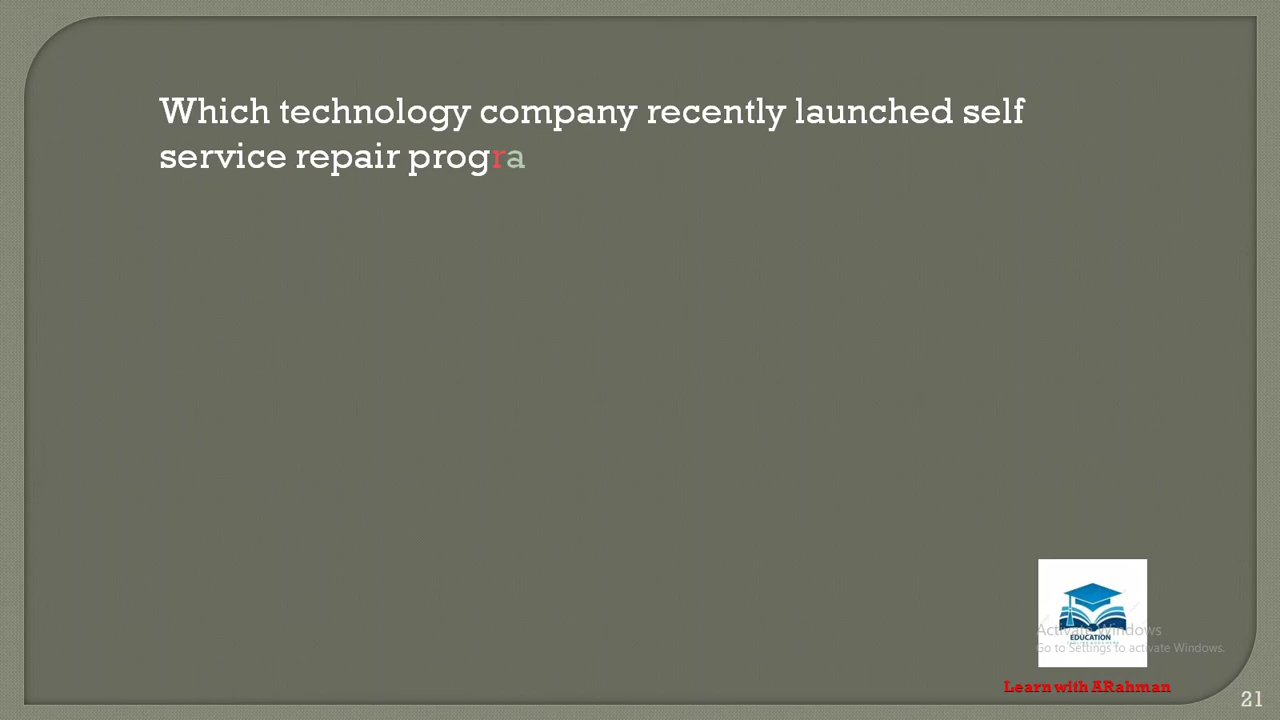 Which technology company recently launched self
service repair progra
EDUCATION
Activate Windows
Go to Settings to activate Windows.
Learn with ARahman
21